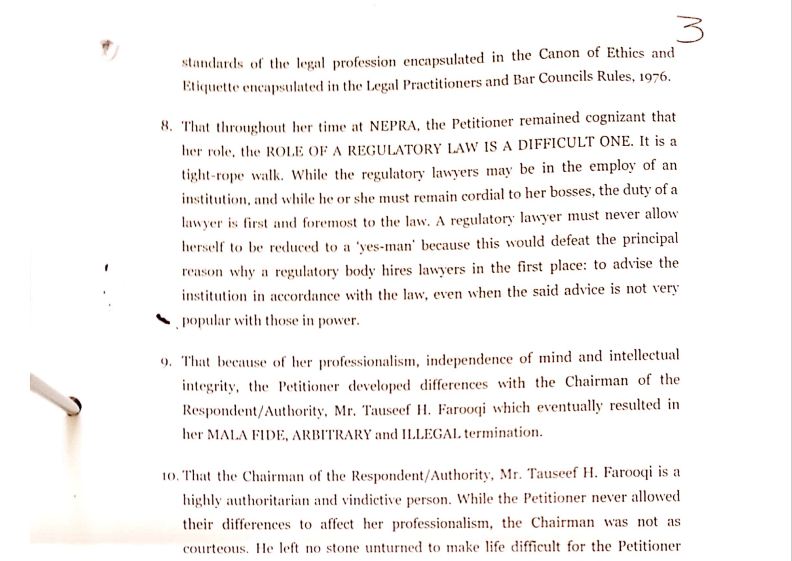 3
standards of the legal profession encapsulated in the Canon of Ethics and
Etiquette encapsulated in the Legal Practitioners and Bar Councils Rules, 1976.
8. That throughout her time at NEPRA, the Petitioner remained cognizant that
her role, the ROLE OF A REGULATORY LAW IS A DIFFICULT ONE. It is a
tight-rope walk. While the regulatory lawyers may be in the employ of an
institution, and while he or she must remain cordial to her bosses, the duty of a
lawyer is first and foremost to the law. A regulatory lawyer must never allow
herself to be reduced to a 'yes-man' because this would defeat the principal
reason why a regulatory body hires lawyers in the first place: to advise the
institution in accordance with the law, even when the said advice is not very
popular with those in power.
9. That because of her professionalism, independence of mind and intellectual
integrity, the Petitioner developed differences with the Chairman of the
Respondent/Authority, Mr. Tauseef H. Farooqi which eventually resulted in
her MALA FIDE, ARBITRARY and ILLEGAL termination.
10. That the Chairman of the Respondent/Authority, Mr. Tauseef H. Farooqi is a
highly authoritarian and vindictive person. While the Petitioner never allowed
their differences to affect her professionalism, the Chairman was not as
courteous. He left no stone unturned to make life difficult for the Petitioner